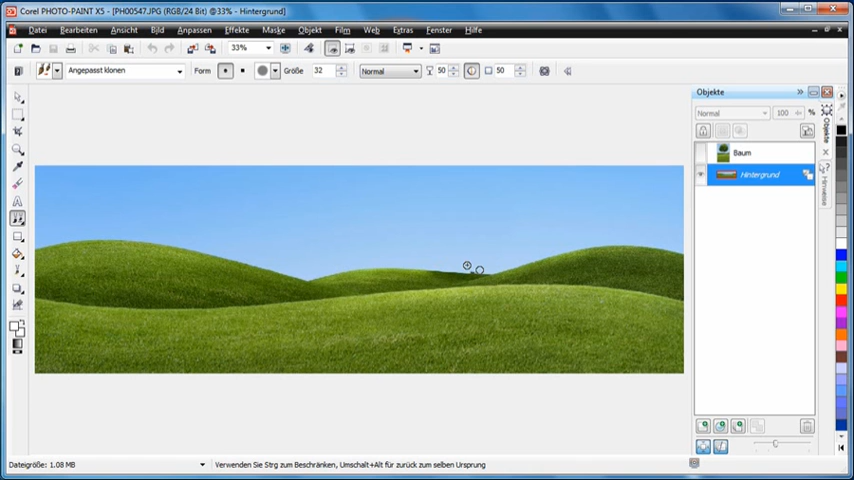 Corel PHOTO-PAINT X5 - [PH00547.JPG (RGB/24 Bit) @33% - Hintergrund]
Datei Bearbeiten Ansicht Bild Anpassen Effekte Maske Objekt Film Web Extras Fenster Hilfe
33%
Angepasst klonen Form Größe 32 Normal 50 50
Objekte
Normal 100 %
Baum
Hintergrund
Objekte
Hinweise
Dateigröße: 1.08 MB Verwenden Sie Strg zum Beschränken, Umschalt+Alt für zurück zum selben Ursprung